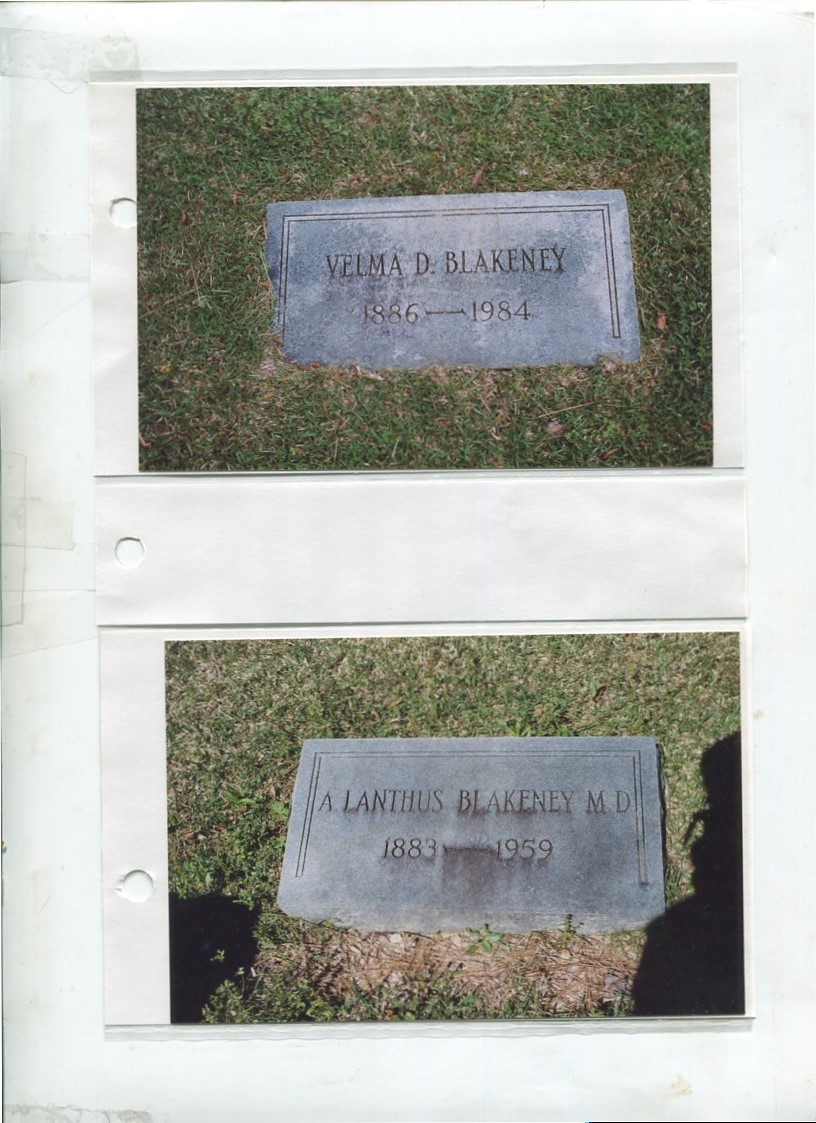 VELMA D. BLAKENEY
1886 — 1984
A. LANTHUS BLAKENEY M.D
1883 — 1959